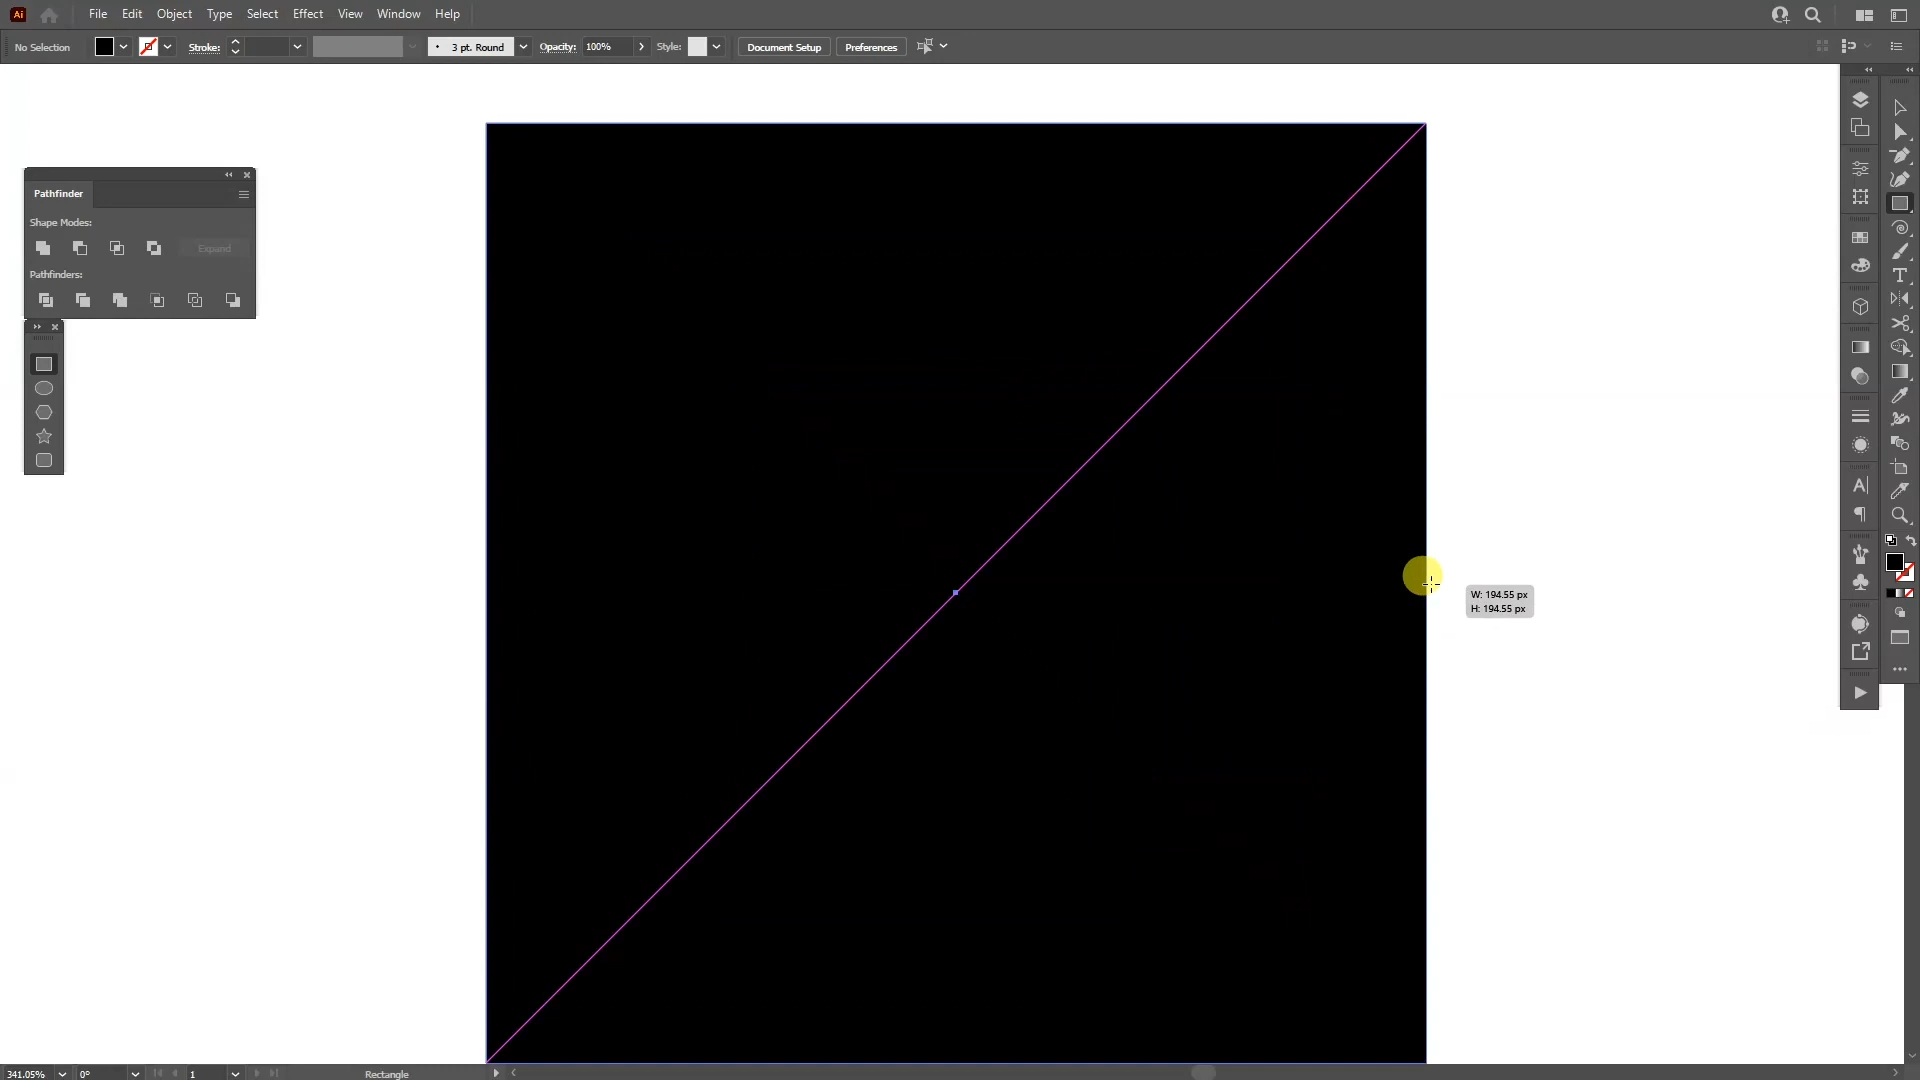 Ai File Edit Object Type Select Effect View Window Help
No Selection Stroke: 3 pt. Round Opacity: 100% Style: Document Setup Preferences
Pathfinder
Shape Modes:
Expand
Pathfinders:
W: 194.55 px
H: 194.55 px
341.05% 0° 1 Rectangle